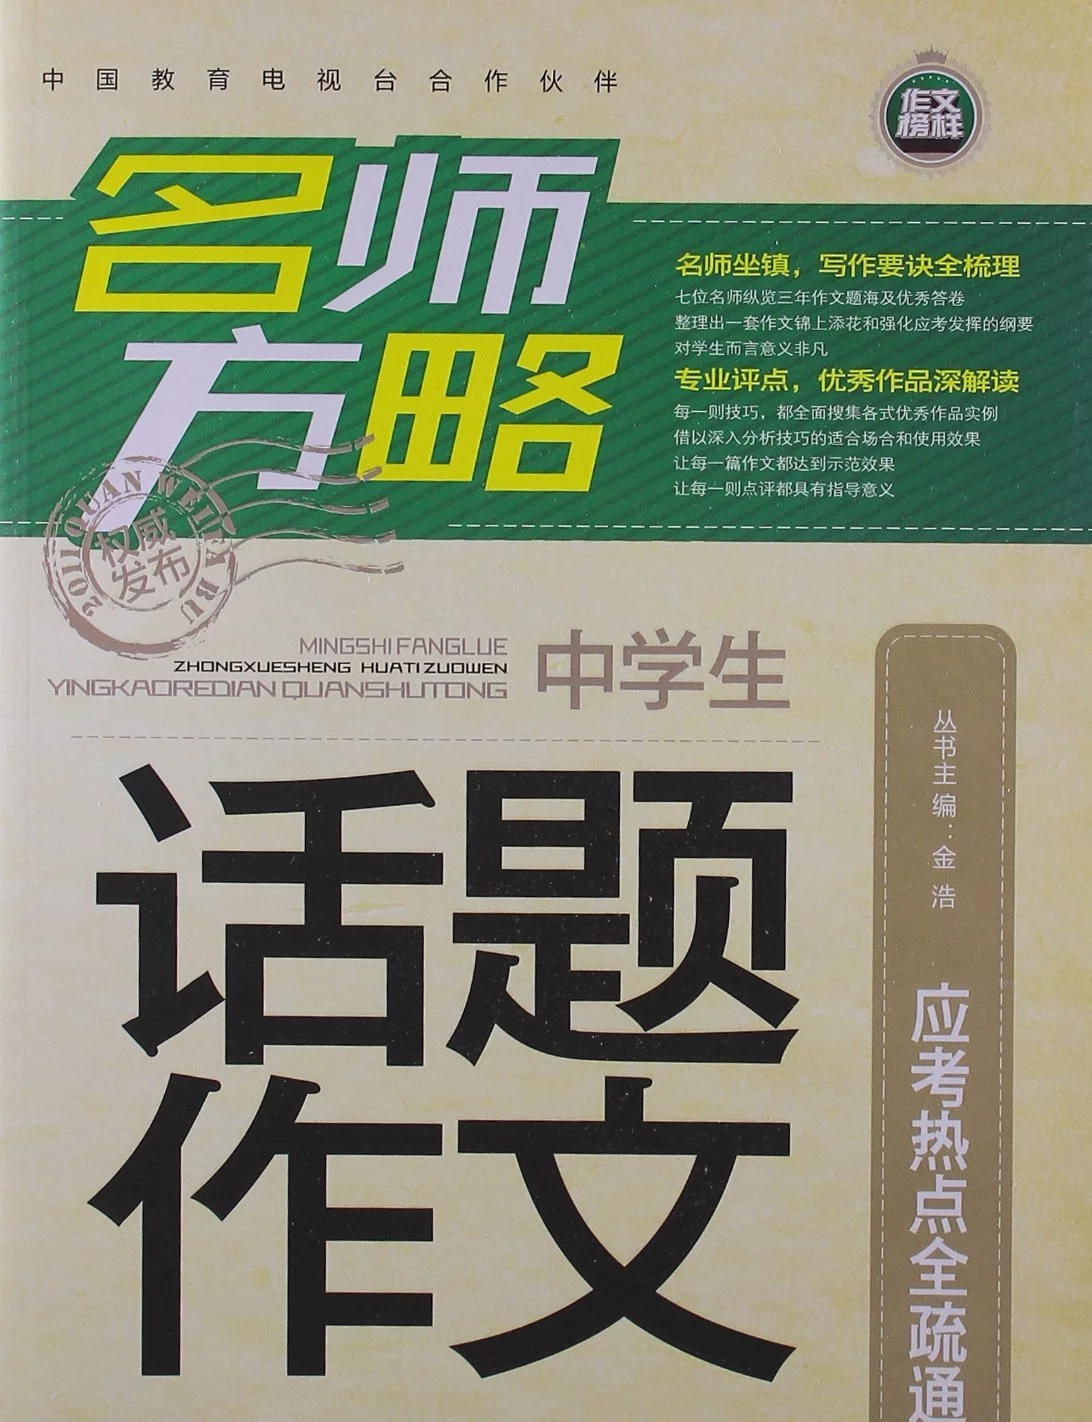 中国教育电视台合作伙伴
作文
榜样
名师
方略
名师坐镇，写作要诀全梳理
七位名师纵览三年作文题海及优秀答卷
整理出一套作文锦上添花和强化应考发挥的纲要
对学生而言意义非凡
专业评点，优秀作品深解读
每一则技巧，都全面搜集各式优秀作品实例
借以深入分析技巧的适合场合和使用效果
让每一篇作文都达到示范效果
让每一则点评都具有指导意义
2011 QUAN WEI FA BU
权威
发布
MINGSHI FANGLUE
ZHONGXUESHENG HUATI ZUOWEN
YINGKAOREDIAN QUANSHUTONG
中学生
话题
作文
丛书主编：金浩
应考热点全疏通